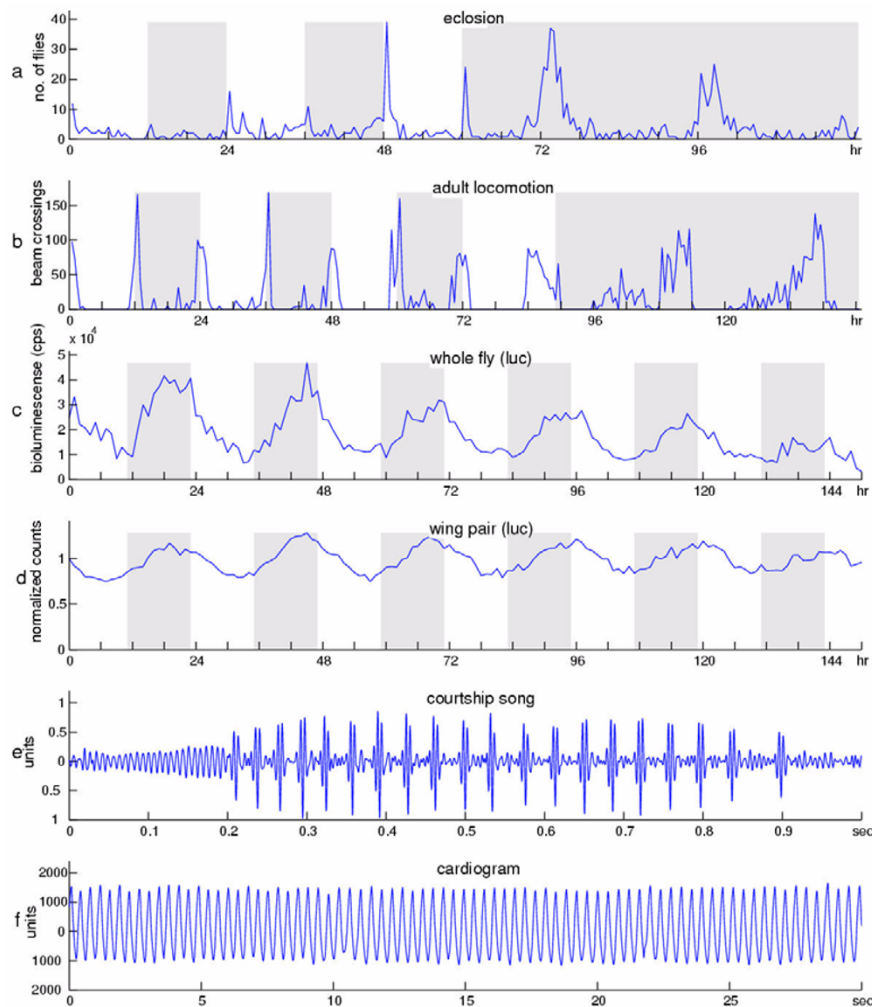 eclosion
a
no. of flies
40
30
20
10
0
0 24 48 72 96 hr
adult locomotion
b
beam crossings
150
100
50
0
0 24 48 72 96 120 hr
x 10^4
whole fly (luc)
c
bioluminescense (cps)
5
4
3
2
1
0
0 24 48 72 96 120 144 hr
wing pair (luc)
d
normalized counts
1
0.5
0
0 24 48 72 96 120 144 hr
courtship song
e
units
1
0.5
0
0.5
1
0 0.1 0.2 0.3 0.4 0.5 0.6 0.7 0.8 0.9 sec
cardiogram
f
units
2000
1000
0
1000
2000
0 5 10 15 20 25 sec